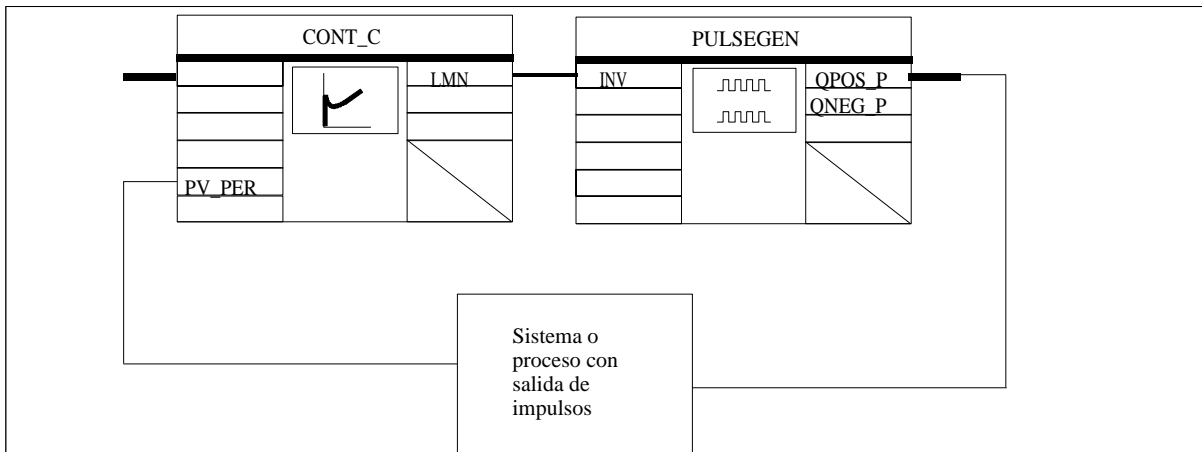 CONT_C
PULSEGEN
LMN
INV
QPOS_P
QNEG_P
PV_PER
Sistema o
proceso con
salida de
impulsos